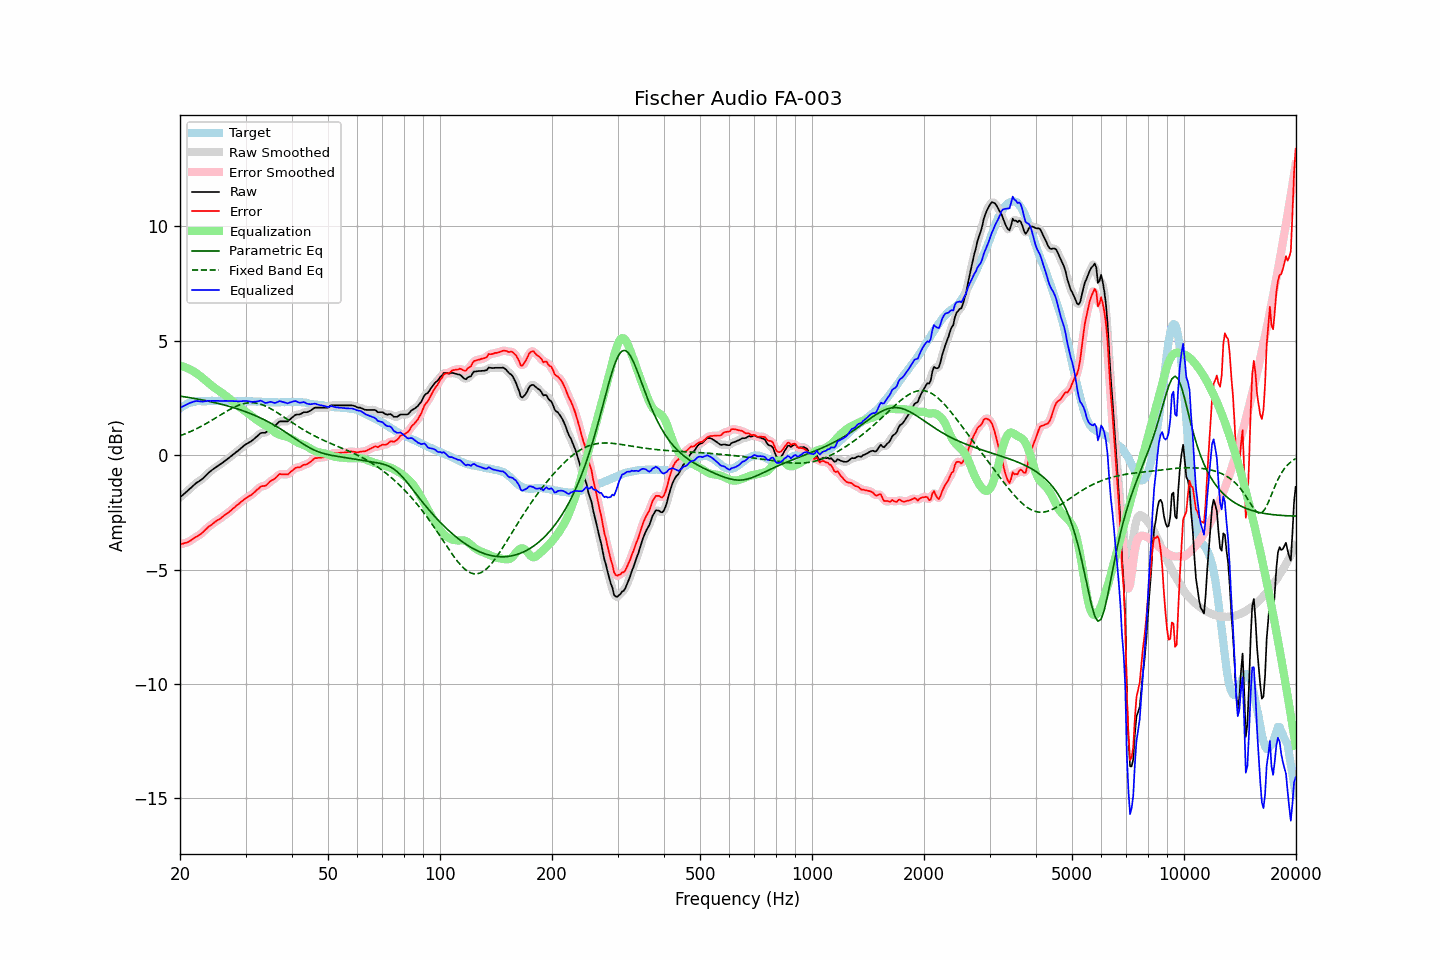 Fischer Audio FA-003
Target
Raw Smoothed
Error Smoothed
Raw
Error
Equalization
Parametric Eq
Fixed Band Eq
Equalized
10
5
0
−5
−10
−15
Amplitude (dBr)
20 50 100 200 500 1000 2000 5000 10000 20000
Frequency (Hz)